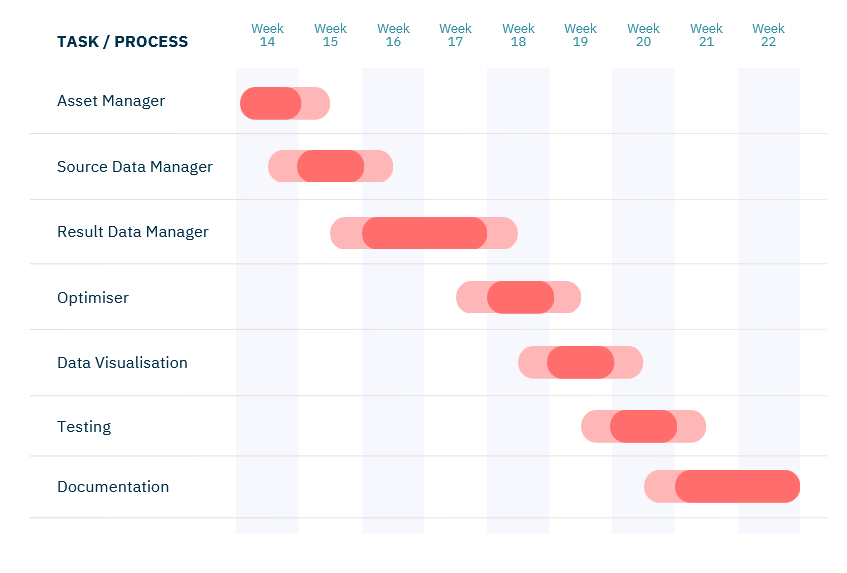 TASK / PROCESS
Week 14
Week 15
Week 16
Week 17
Week 18
Week 19
Week 20
Week 21
Week 22
Asset Manager
Source Data Manager
Result Data Manager
Optimiser
Data Visualisation
Testing
Documentation